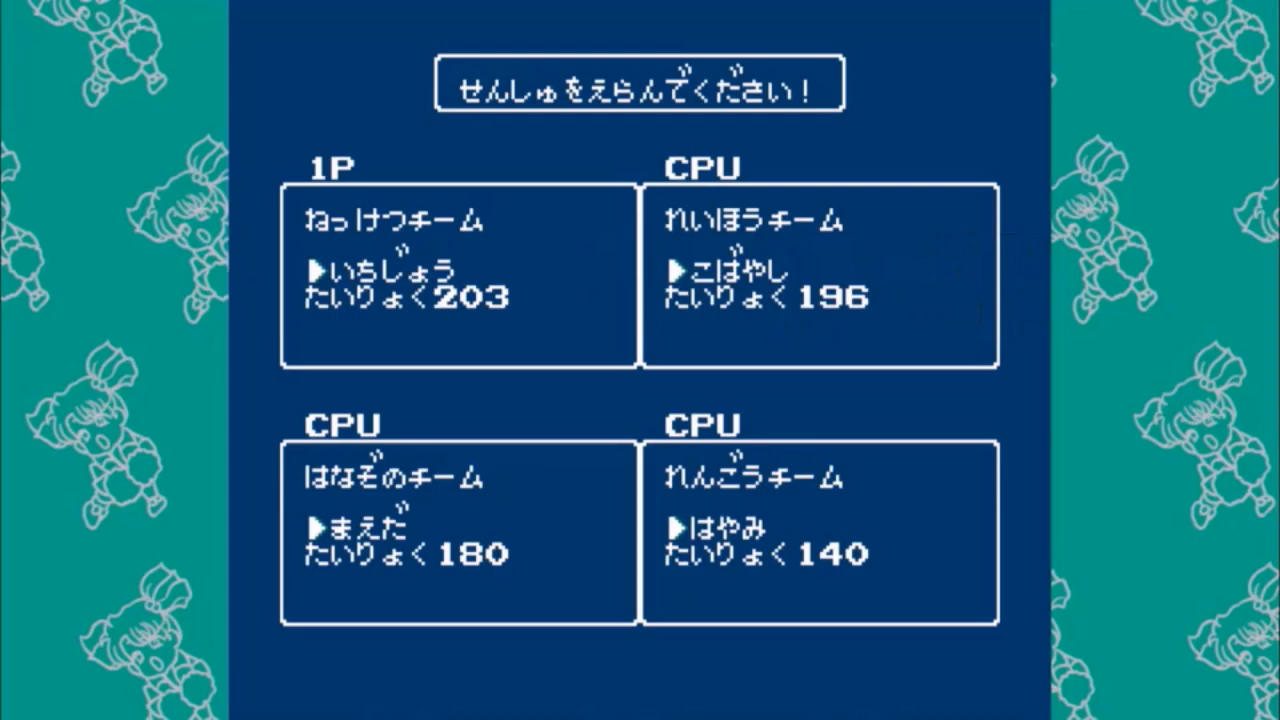 せんしゅをえらんでください!
1P
ねっけつチーム
▶いちじょう
たいりょく203
CPU
れいほうチーム
▶こばやし
たいりょく196
CPU
はなぞのチーム
▶まえだ
たいりょく180
CPU
れんごうチーム
▶はやみ
たいりょく140